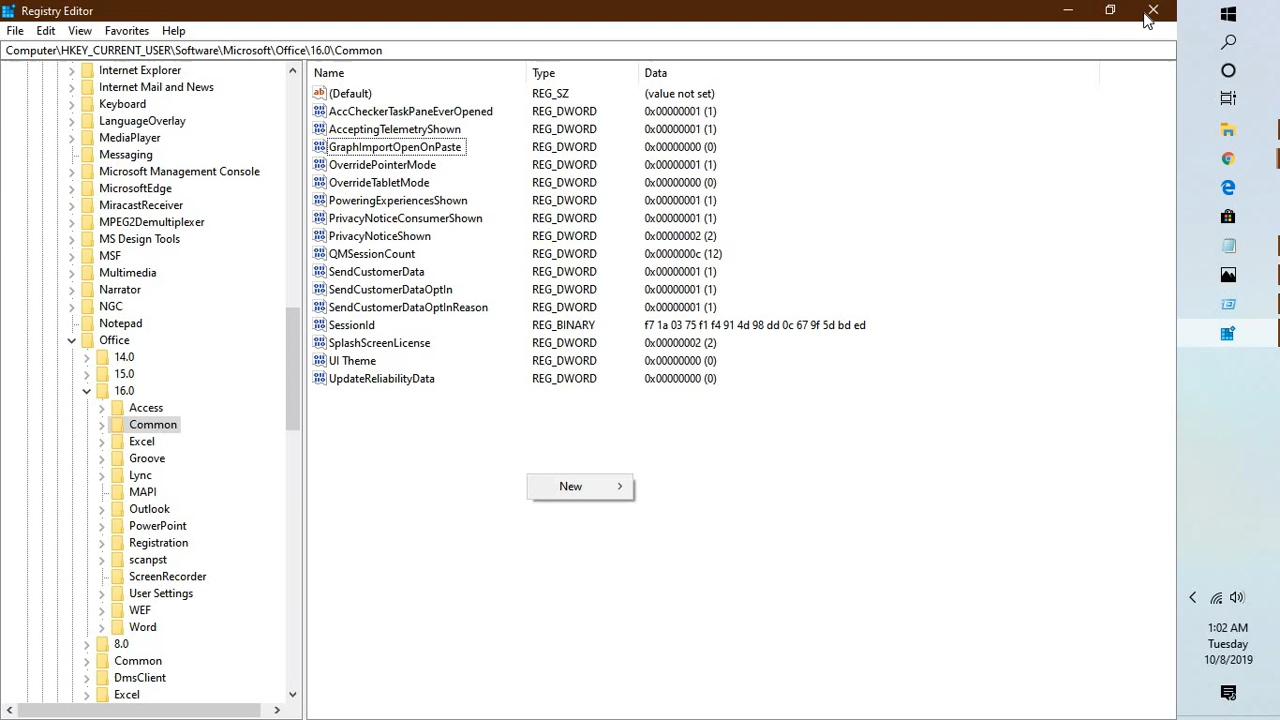 Registry Editor
File Edit View Favorites Help
Computer\HKEY_CURRENT_USER\Software\Microsoft\Office\16.0\Common
Internet Explorer
Internet Mail and News
Keyboard
LanguageOverlay
MediaPlayer
Messaging
Microsoft Management Console
MicrosoftEdge
MiracastReceiver
MPEG2Demultiplexer
MS Design Tools
MSF
Multimedia
Narrator
NGC
Notepad
Office
14.0
15.0
16.0
Access
Common
Excel
Groove
Lync
MAPI
Outlook
PowerPoint
Registration
scanpst
ScreenRecorder
User Settings
WEF
Word
8.0
Common
DmsClient
Excel
Name Type Data
(Default) REG_SZ (value not set)
AccCheckerTaskPaneEverOpened REG_DWORD 0x00000001 (1)
AcceptingTelemetryShown REG_DWORD 0x00000001 (1)
GraphImportOpenOnPaste REG_DWORD 0x00000000 (0)
OverridePointerMode REG_DWORD 0x00000001 (1)
OverrideTabletMode REG_DWORD 0x00000000 (0)
PoweringExperiencesShown REG_DWORD 0x00000001 (1)
PrivacyNoticeConsumerShown REG_DWORD 0x00000001 (1)
PrivacyNoticeShown REG_DWORD 0x00000002 (2)
QMSessionCount REG_DWORD 0x0000000c (12)
SendCustomerData REG_DWORD 0x00000001 (1)
SendCustomerDataOptIn REG_DWORD 0x00000001 (1)
SendCustomerDataOptInReason REG_DWORD 0x00000001 (1)
SessionId REG_BINARY f7 1a 03 75 f1 f4 91 4d 98 dd 0c 67 9f 5d bd ed
SplashScreenLicense REG_DWORD 0x00000002 (2)
UI Theme REG_DWORD 0x00000000 (0)
UpdateReliabilityData REG_DWORD 0x00000000 (0)
New
1:02 AM
Tuesday
10/8/2019